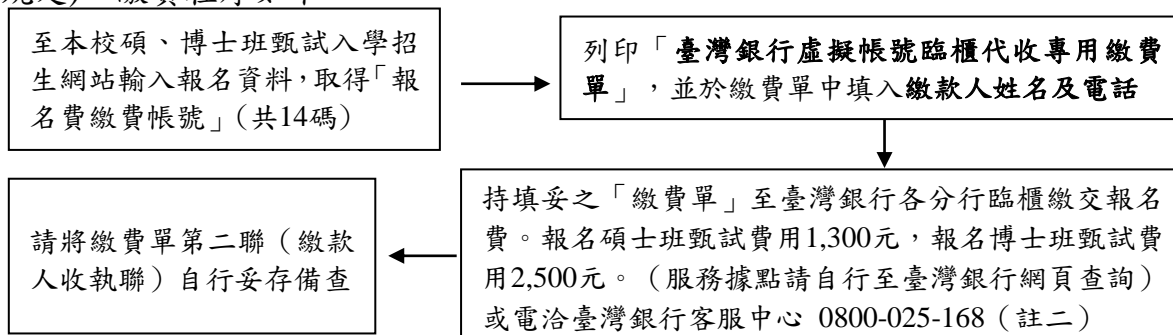 至本校碩、博士班甄試入學招
生網站輸入報名資料,取得「報
名費繳費帳號」(共14碼)
列印「臺灣銀行虛擬帳號臨櫃代收專用繳費
單」,並於繳費單中填入繳款人姓名及電話
持填妥之「繳費單」至臺灣銀行各分行臨櫃繳交報名
費。報名碩士班甄試費用1,300元,報名博士班甄試費
用2,500元。(服務據點請自行至臺灣銀行網頁查詢)
或電洽臺灣銀行客服中心 0800-025-168(註二)
請將繳費單第二聯(繳款
人收執聯)自行妥存備查